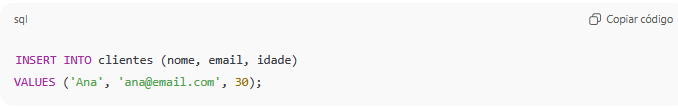 sql
Copiar código
INSERT INTO clientes (nome, email, idade)
VALUES ('Ana', 'ana@email.com', 30);